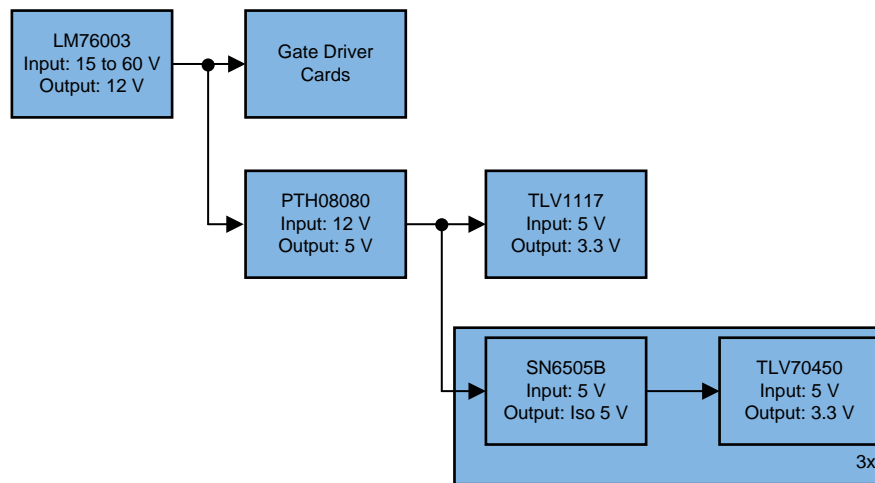 LM76003
Input: 15 to 60 V
Output: 12 V
Gate Driver
Cards
PTH08080
Input: 12 V
Output: 5 V
TLV1117
Input: 5 V
Output: 3.3 V
SN6505B
Input: 5 V
Output: Iso 5 V
TLV70450
Input: 5 V
Output: 3.3 V
3x